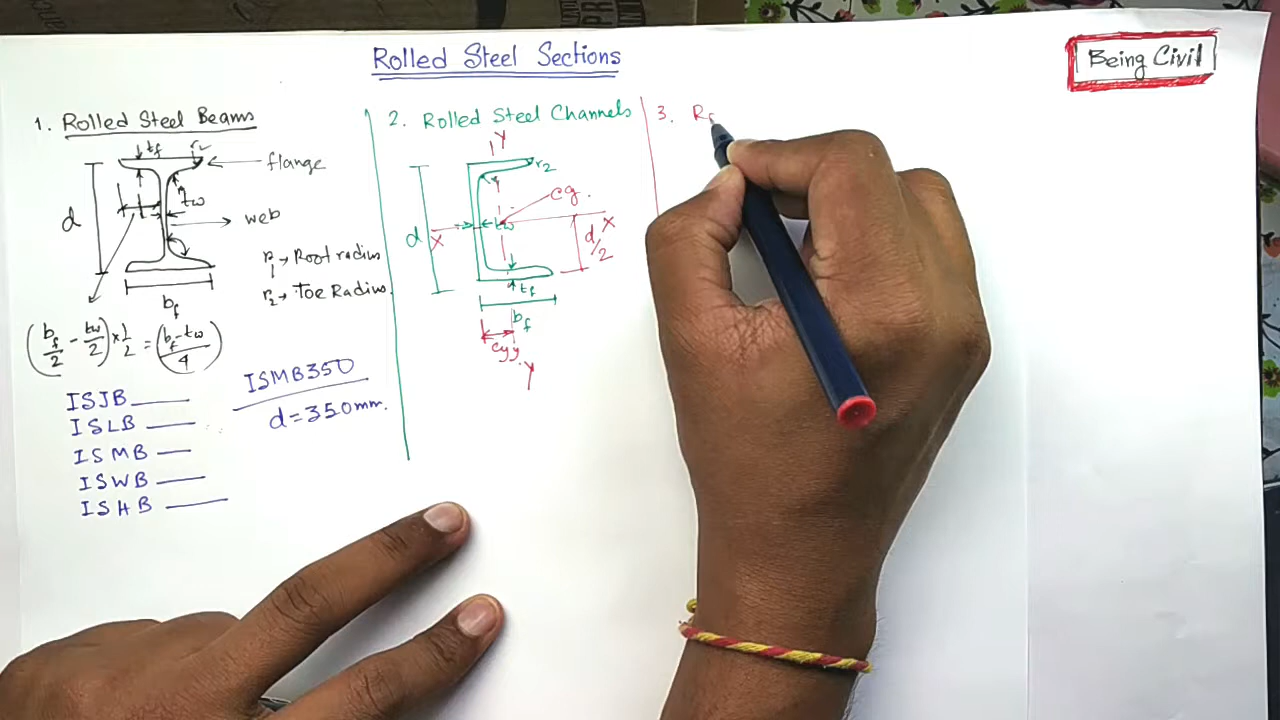 Rolled Steel Sections
Being Civil
1. Rolled Steel Beams
tf
r2
flange
tw
d
web
r1 → Root radius
r2 → Toe Radius.
bf
(bf/2 - tw/2) × 1/2 = (bf - tw / 4)
ISJB
ISLB
ISMB
ISWB
ISHB
ISMB350
d = 350mm.
2. Rolled Steel Channels
Y
r2
cg.
d
X
tw
X
d/2
tf
bf
cyy
Y
3. Ro